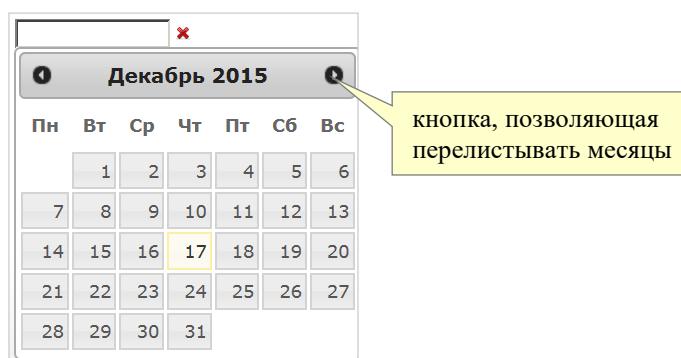 Декабрь 2015
Пн Вт Ср Чт Пт Сб Вс
1 2 3 4 5 6
7 8 9 10 11 12 13
14 15 16 17 18 19 20
21 22 23 24 25 26 27
28 29 30 31
кнопка, позволяющая
перелистывать месяцы